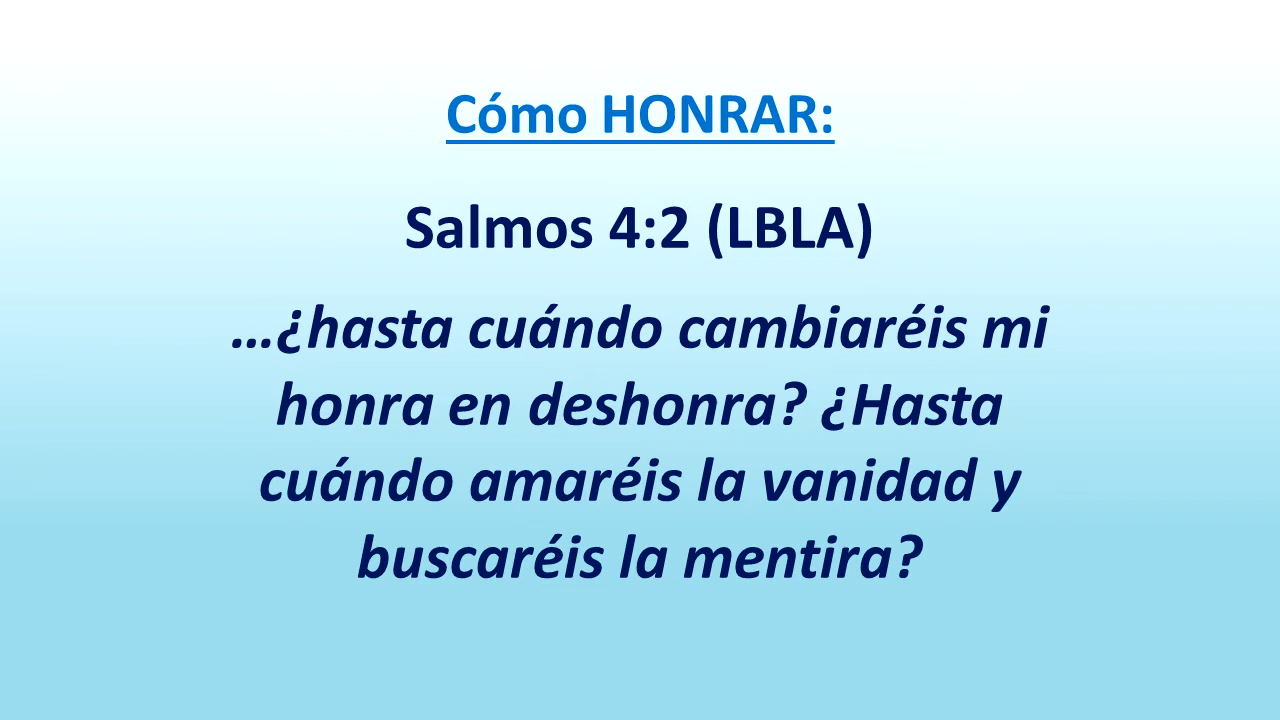 Cómo HONRAR:
Salmos 4:2 (LBLA)
…¿hasta cuándo cambiaréis mi
honra en deshonra? ¿Hasta
cuándo amaréis la vanidad y
buscaréis la mentira?